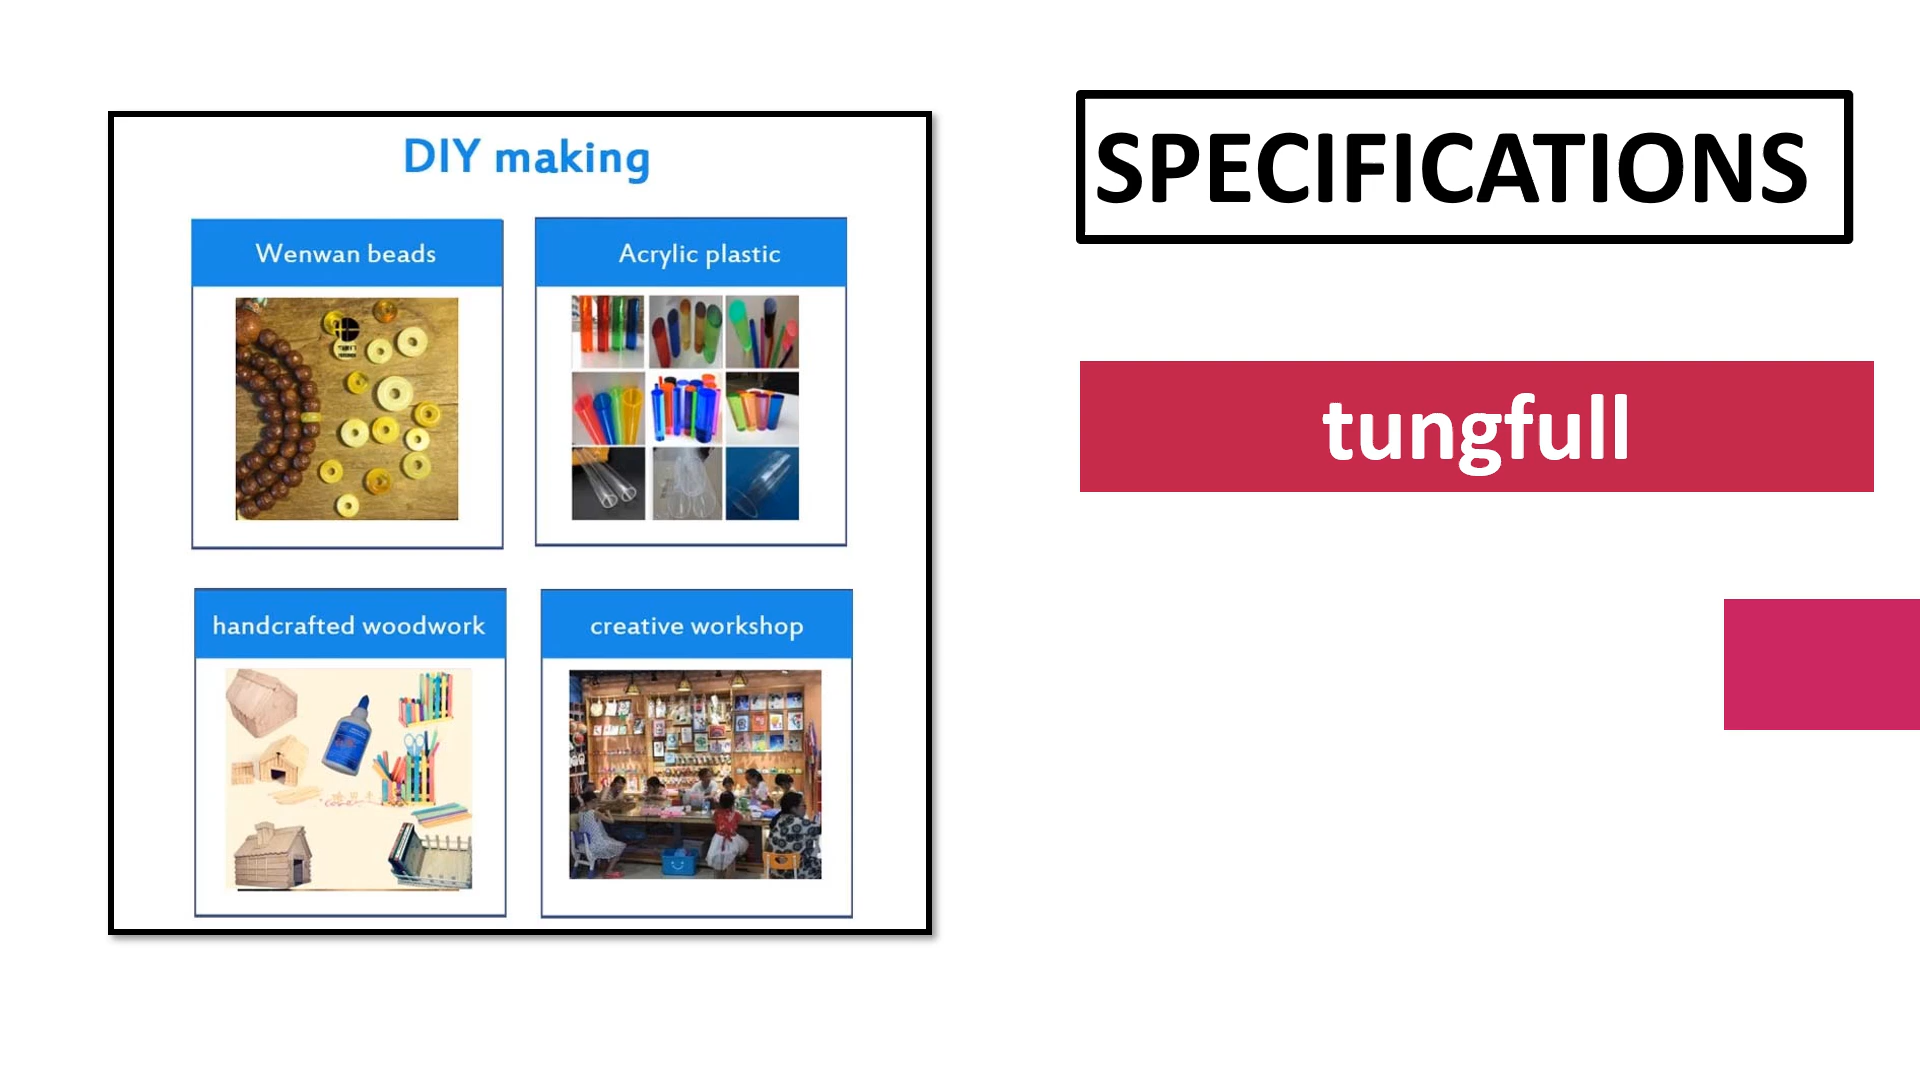 DIY making
Wenwan beads
Acrylic plastic
handcrafted woodwork
creative workshop
SPECIFICATIONS
tungfull